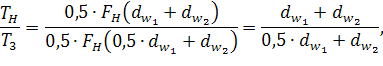 T_H / T_3 = 0,5 · F_H(d_{w_1} + d_{w_2}) / 0,5 · F_H(0,5 · d_{w_1} + d_{w_2}) = d_{w_1} + d_{w_2} / 0,5 · d_{w_1} + d_{w_2},